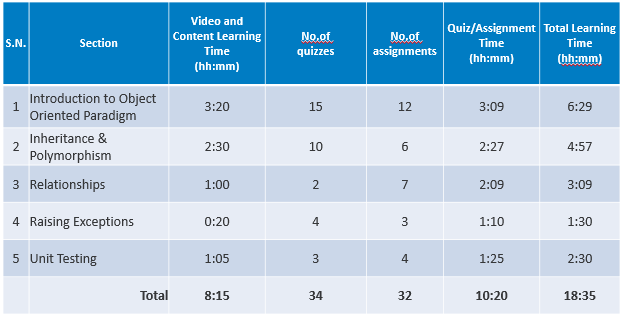 S.N. Section Video and Content Learning Time (hh:mm) No.of quizzes No.of assignments Quiz/Assignment Time (hh:mm) Total Learning Time (hh:mm)
1 Introduction to Object Oriented Paradigm 3:20 15 12 3:09 6:29
2 Inheritance & Polymorphism 2:30 10 6 2:27 4:57
3 Relationships 1:00 2 7 2:09 3:09
4 Raising Exceptions 0:20 4 3 1:10 1:30
5 Unit Testing 1:05 3 4 1:25 2:30
Total 8:15 34 32 10:20 18:35